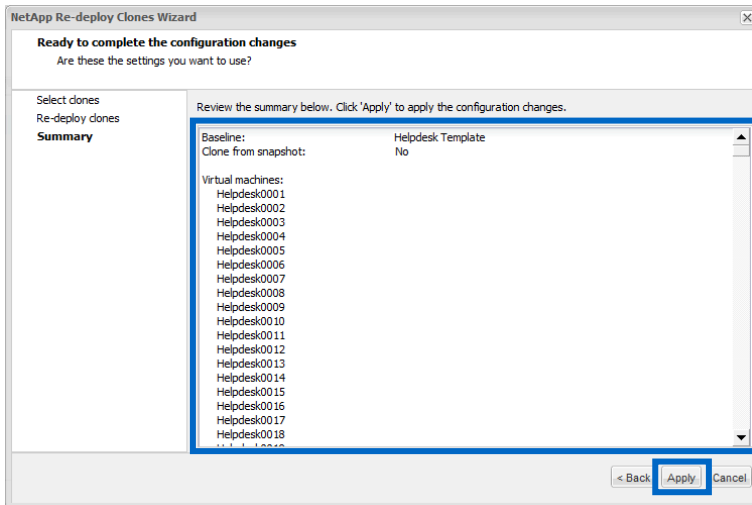 NetApp Re-deploy Clones Wizard
Ready to complete the configuration changes
Are these the settings you want to use?
Select clones
Re-deploy clones
Summary
Review the summary below. Click 'Apply' to apply the configuration changes.
Baseline: Helpdesk Template
Clone from snapshot: No
Virtual machines:
Helpdesk0001
Helpdesk0002
Helpdesk0003
Helpdesk0004
Helpdesk0005
Helpdesk0006
Helpdesk0007
Helpdesk0008
Helpdesk0009
Helpdesk0010
Helpdesk0011
Helpdesk0012
Helpdesk0013
Helpdesk0014
Helpdesk0015
Helpdesk0016
Helpdesk0017
Helpdesk0018
< Back Apply Cancel